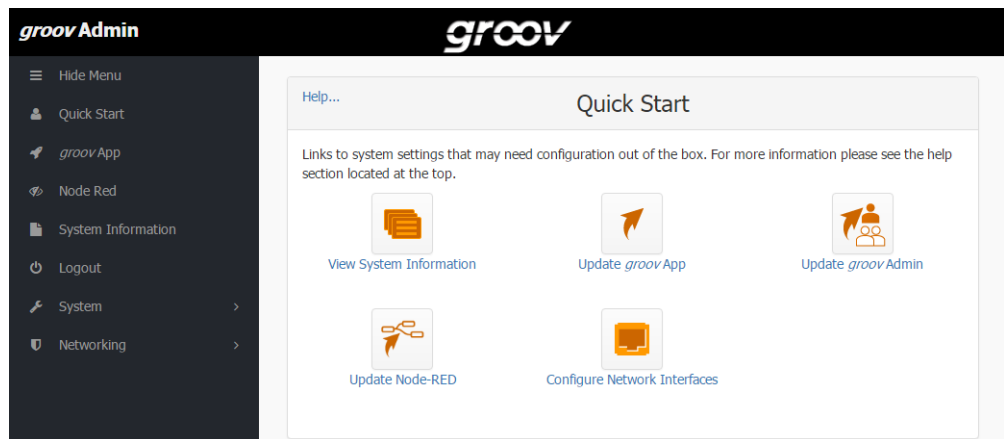 groov Admin
groov
Hide Menu
Quick Start
groov App
Node Red
System Information
Logout
System
Networking
Help...
Quick Start
Links to system settings that may need configuration out of the box. For more information please see the help
section located at the top.
View System Information
Update groov App
Update groov Admin
Update Node-RED
Configure Network Interfaces